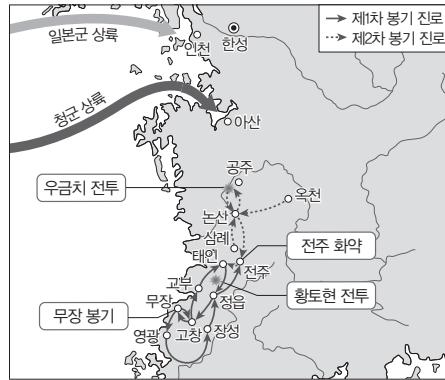 제1차 봉기 진로
제2차 봉기 진로
일본군 상륙
인천
한성
청군 상륙
아산
공주
우금치 전투
옥천
논산
삼례
전주 화약
태인
전주
고부
황토현 전투
무장
정읍
무장 봉기
고창
장성
영광